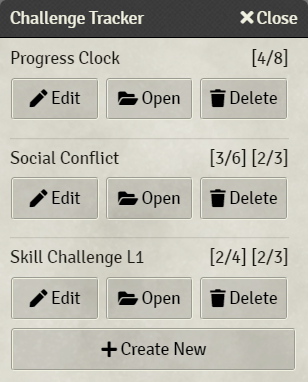 Challenge Tracker Close
Progress Clock [4/8]
Edit Open Delete
Social Conflict [3/6] [2/3]
Edit Open Delete
Skill Challenge L1 [2/4] [2/3]
Edit Open Delete
Create New